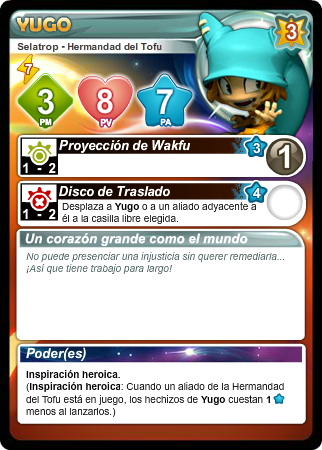 YUGO
Selatrop - Hermandad del Tofu
3
7
3
PM
8
PV
7
PA
Proyección de Wakfu
3
1
1 - 2
Disco de Traslado
4
1 - 2
Desplaza a Yugo o a un aliado adyacente a
él a la casilla libre elegida.
Un corazón grande como el mundo
No puede presenciar una injusticia sin querer remediarla...
¡Así que tiene trabajo para largo!
Poder(es)
Inspiración heroica.
(Inspiración heroica: Cuando un aliado de la Hermandad
del Tofu está en juego, los hechizos de Yugo cuestan 1
menos al lanzarlos.)